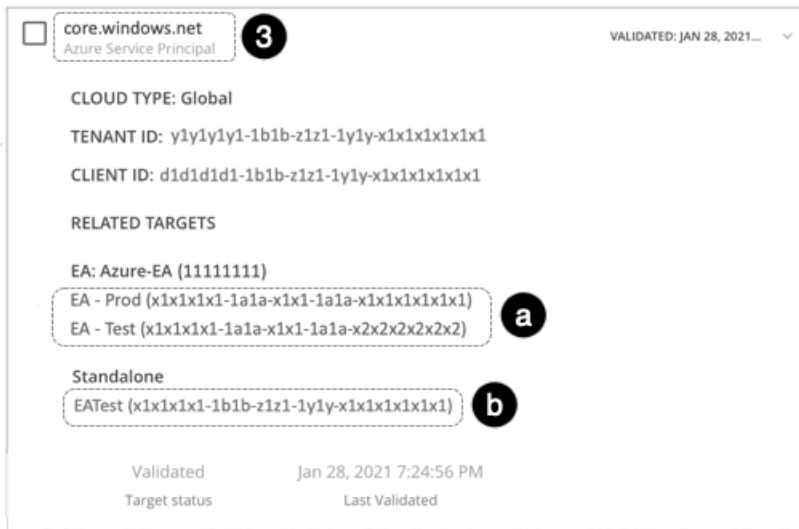 core.windows.net
Azure Service Principal
3
VALIDATED: JAN 28, 2021...
CLOUD TYPE: Global
TENANT ID: y1y1y1y1-1b1b-z1z1-1y1y-x1x1x1x1x1x1
CLIENT ID: d1d1d1d1-1b1b-z1z1-1y1y-x1x1x1x1x1x1
RELATED TARGETS
EA: Azure-EA (11111111)
EA - Prod (x1x1x1x1-1a1a-x1x1-1a1a-x1x1x1x1x1x1)
EA - Test (x1x1x1x1-1a1a-x1x1-1a1a-x2x2x2x2x2x2)
a
Standalone
EATest (x1x1x1x1-1b1b-z1z1-1y1y-x1x1x1x1x1x1)
b
Validated Jan 28, 2021 7:24:56 PM
Target status Last Validated